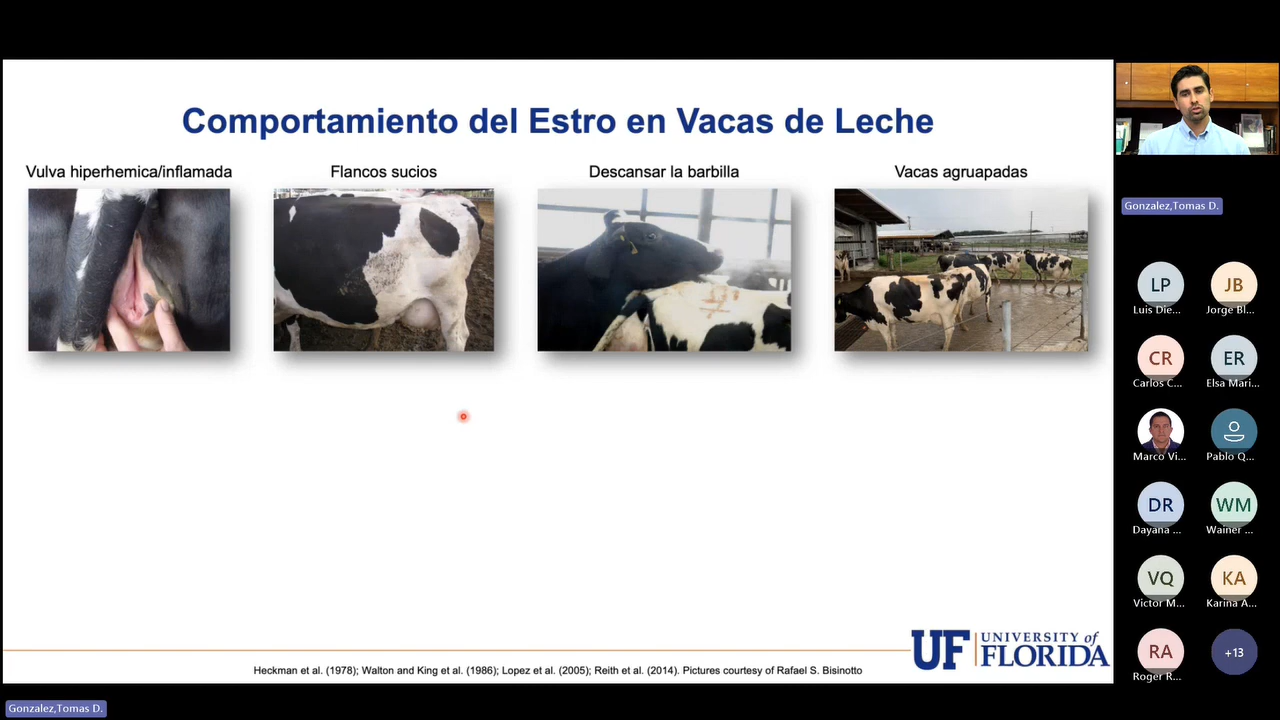 Comportamiento del Estro en Vacas de Leche
Vulva hiperhemica/inflamada
Flancos sucios
Descansar la barbilla
Vacas agruapadas
UF UNIVERSITY of FLORIDA
Heckman et al. (1978); Walton and King et al. (1986); Lopez et al. (2005); Reith et al. (2014). Pictures courtesy of Rafael S. Bisinotto
Gonzalez,Tomas D.
Gonzalez,Tomas D.
LP
JB
Luis Die...
Jorge Bl...
CR
ER
Carlos C...
Elsa Mari...
Marco Vi...
Pablo Q...
DR
WM
Dayana ...
Wainer ...
VQ
KA
Victor M...
Karina A...
RA
+13
Roger R...